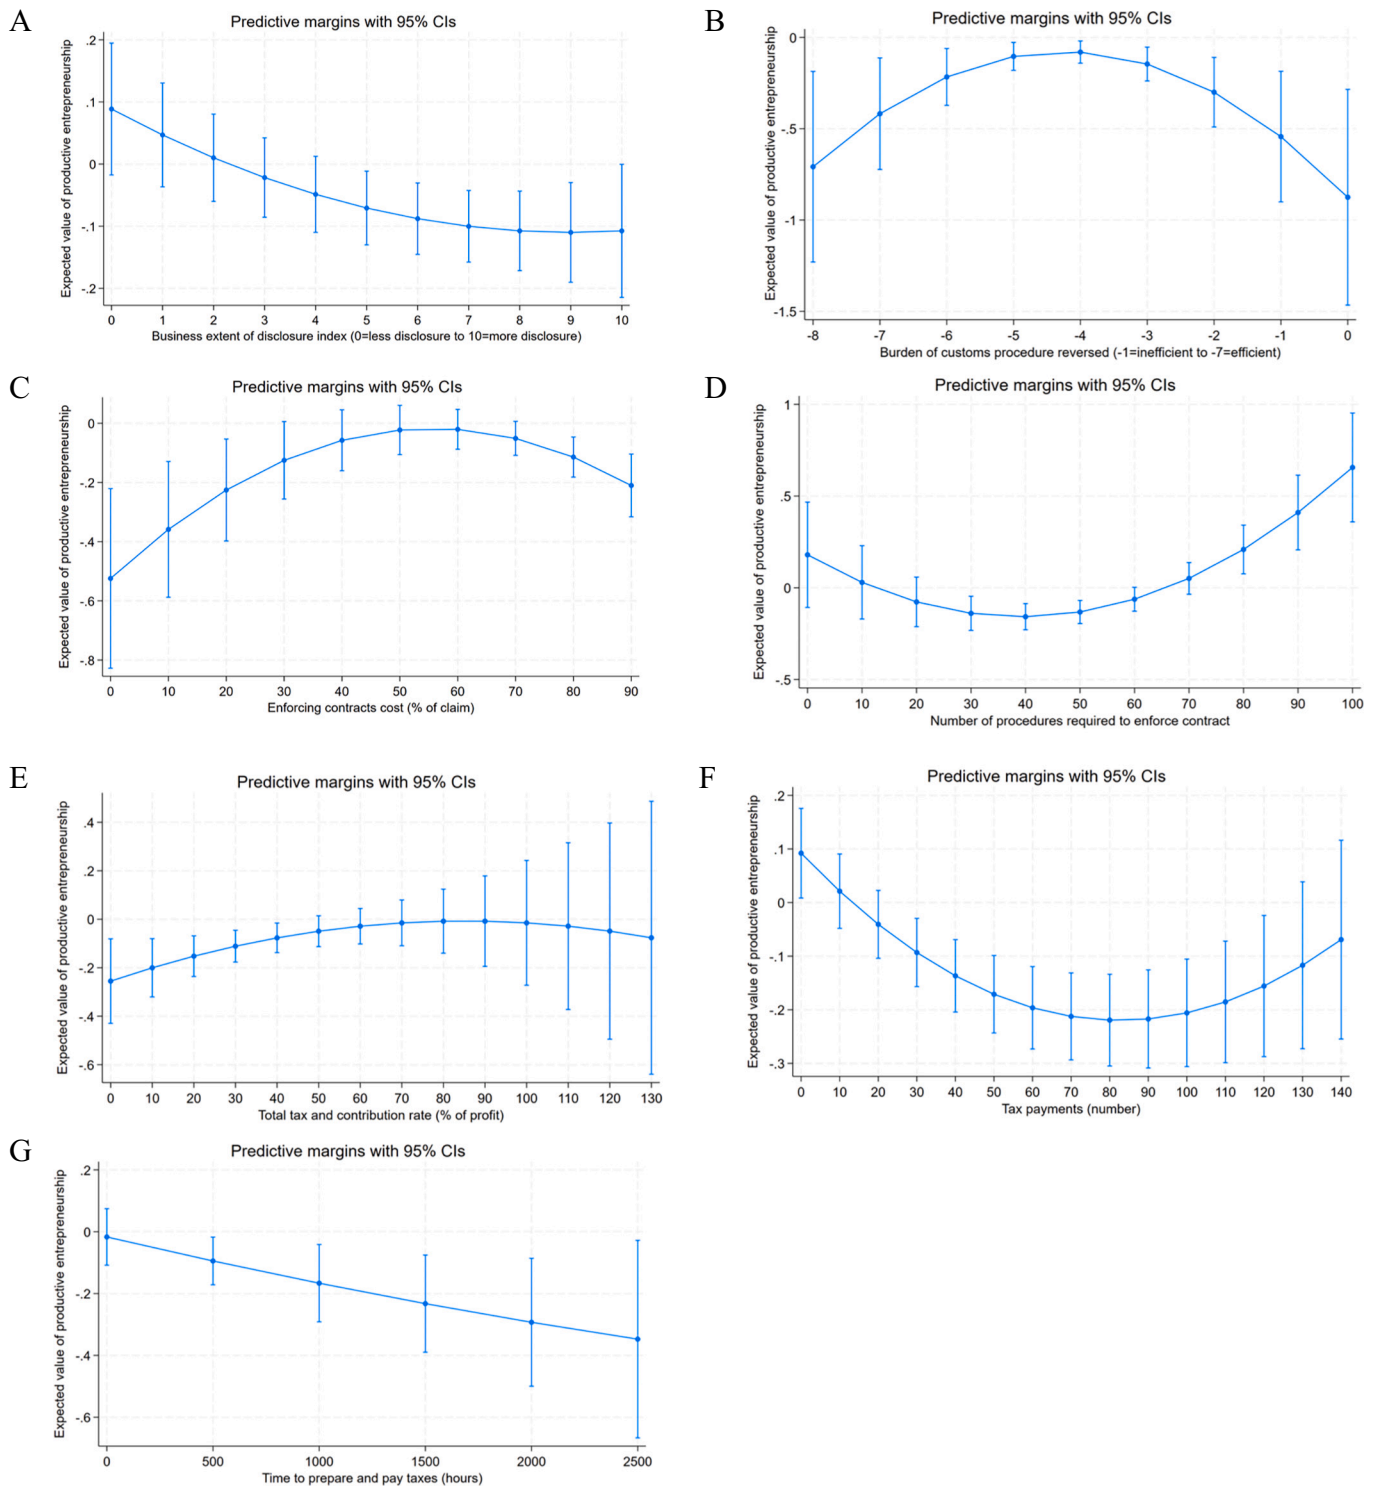 A
Predictive margins with 95% CIs
Expected value of productive entrepreneurship
.2
.1
0
-.1
-.2
0 1 2 3 4 5 6 7 8 9 10
Business extent of disclosure index (0=less disclosure to 10=more disclosure)
B
Predictive margins with 95% CIs
Expected value of productive entrepreneurship
0
-.5
-1
-1.5
-8 -7 -6 -5 -4 -3 -2 -1 0
Burden of customs procedure reversed (-1=inefficient to -7=efficient)
C
Predictive margins with 95% CIs
Expected value of productive entrepreneurship
0
-.2
-.4
-.6
-.8
0 10 20 30 40 50 60 70 80 90
Enforcing contracts cost (% of claim)
D
Predictive margins with 95% CIs
Expected value of productive entrepreneurship
1
.5
0
-.5
0 10 20 30 40 50 60 70 80 90 100
Number of procedures required to enforce contract
E
Predictive margins with 95% CIs
Expected value of productive entrepreneurship
.4
.2
0
-.2
-.4
-.6
0 10 20 30 40 50 60 70 80 90 100 110 120 130
Total tax and contribution rate (% of profit)
F
Predictive margins with 95% CIs
Expected value of productive entrepreneurship
.2
.1
0
-.1
-.2
-.3
0 10 20 30 40 50 60 70 80 90 100 110 120 130 140
Tax payments (number)
G
Predictive margins with 95% CIs
Expected value of productive entrepreneurship
.2
0
-.2
-.4
-.6
0 500 1000 1500 2000 2500
Time to prepare and pay taxes (hours)